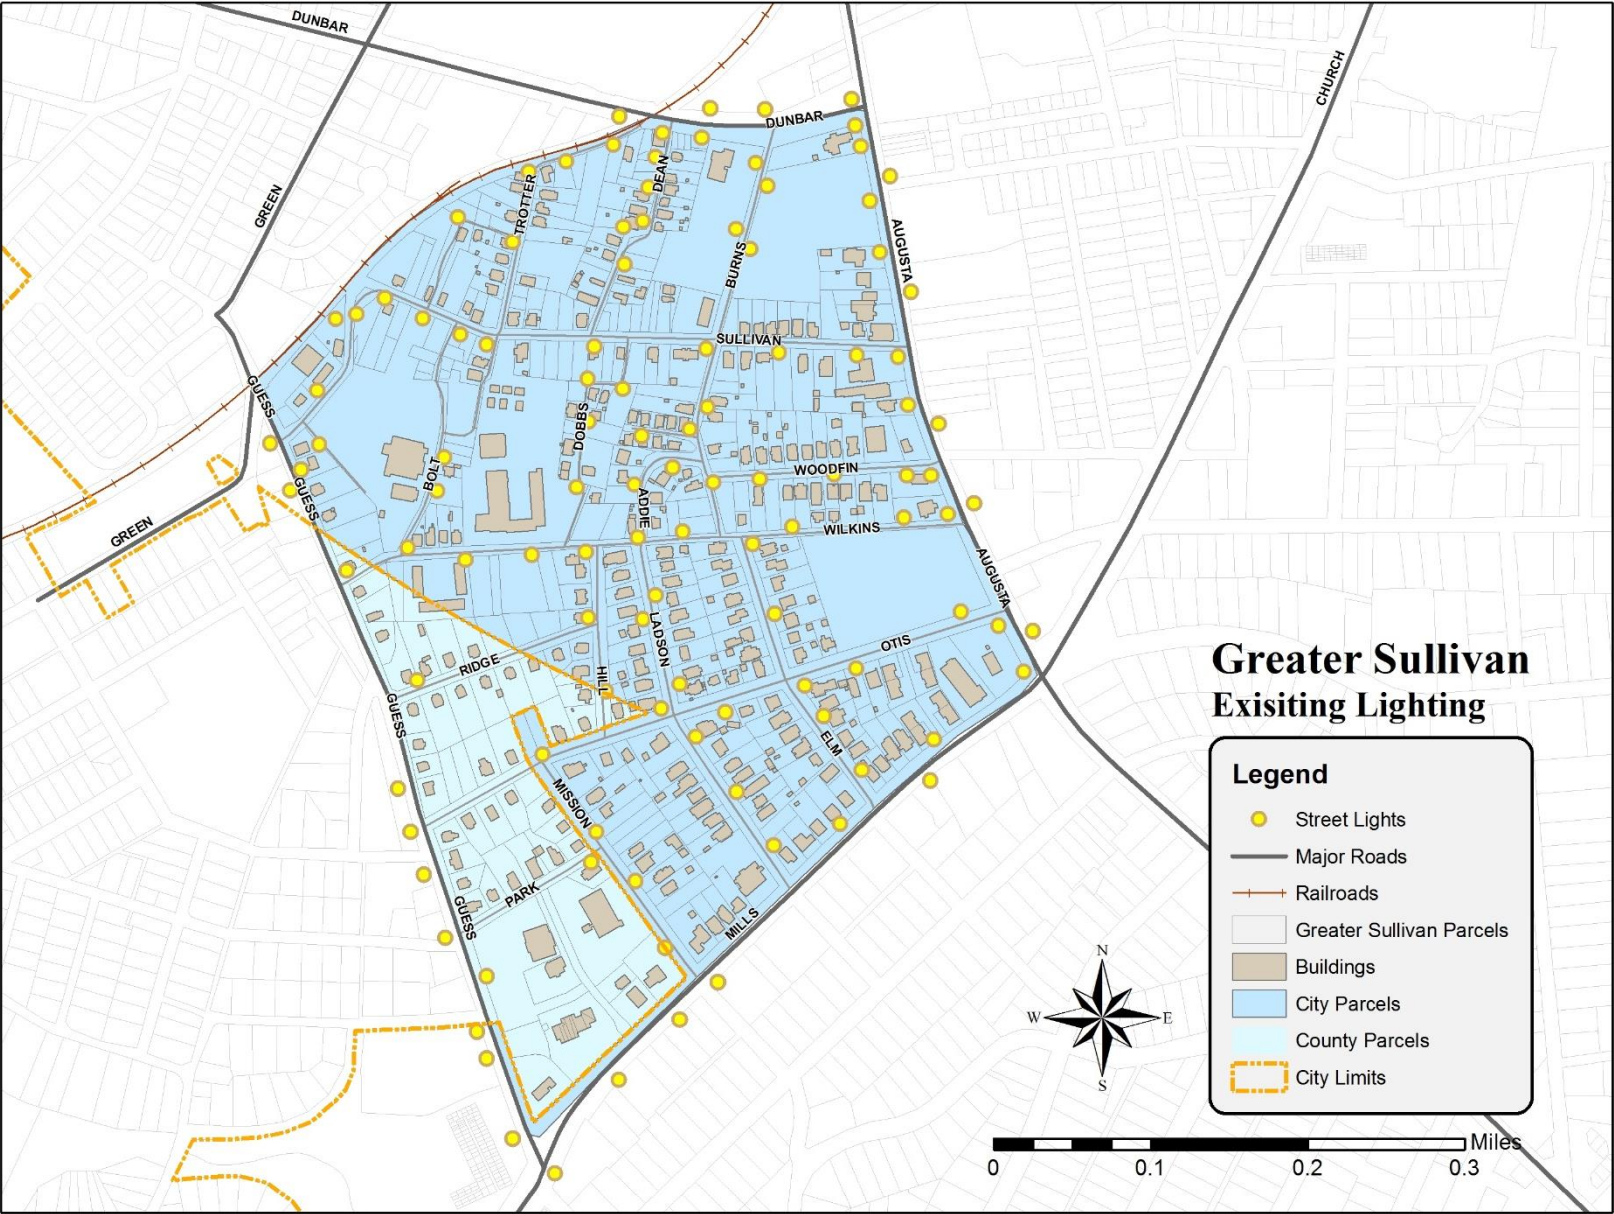 DUNBAR
CHURCH
DUNBAR
DEAN
TROTTER
GREEN
AUGUSTA
BURNS
SULLIVAN
GUESS
DOBBS
WOODFIN
BOLT
GUESS
ADDIE
GREEN
WILKINS
AUGUSTA
LADSON
OTIS
RIDGE
HILL
GUESS
ELM
MISSION
PARK
GUESS
MILLS
Greater Sullivan
Exisiting Lighting
Legend
Street Lights
Major Roads
Railroads
Greater Sullivan Parcels
Buildings
City Parcels
County Parcels
City Limits
N
W E
S
Miles
0 0.1 0.2 0.3